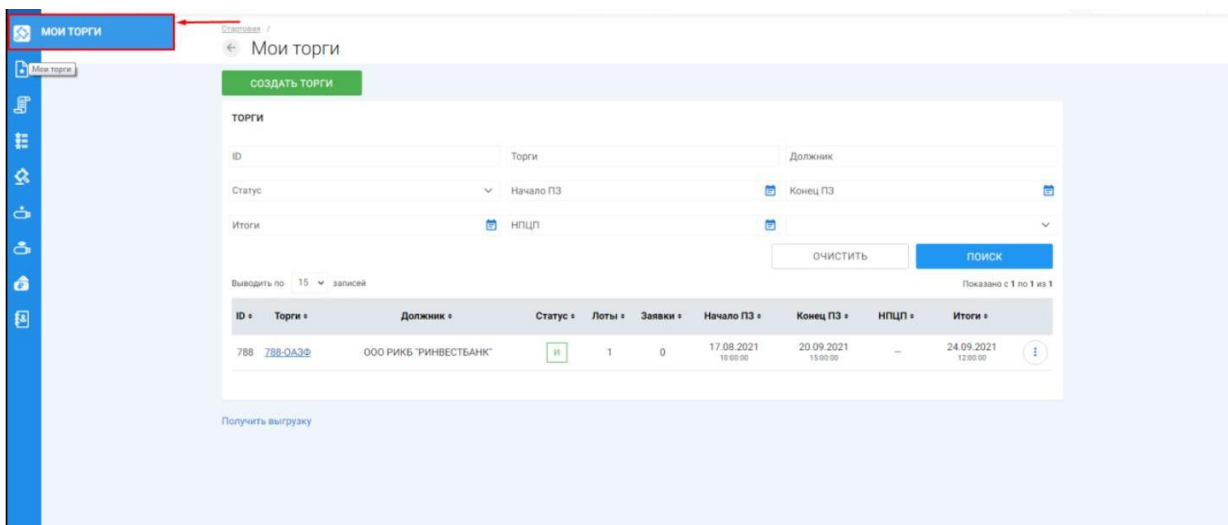 МОИ ТОРГИ
Мои торги
Стартовая /
Мои торги
СОЗДАТЬ ТОРГИ
ТОРГИ
ID Торги Должник
Статус Начало ПЗ Конец ПЗ
Итоги НПЦП
ОЧИСТИТЬ ПОИСК
Выводить по 15 записей Показано с 1 по 1 из 1
ID Торги Должник Статус Лоты Заявки Начало ПЗ Конец ПЗ НПЦП Итоги
788 788-ОАЗФ ООО РИКБ "РИНВЕСТБАНК" И 1 0 17.08.2021 20.09.2021 — 24.09.2021
10:00:00 15:00:00 12:00:00
Получить выгрузку